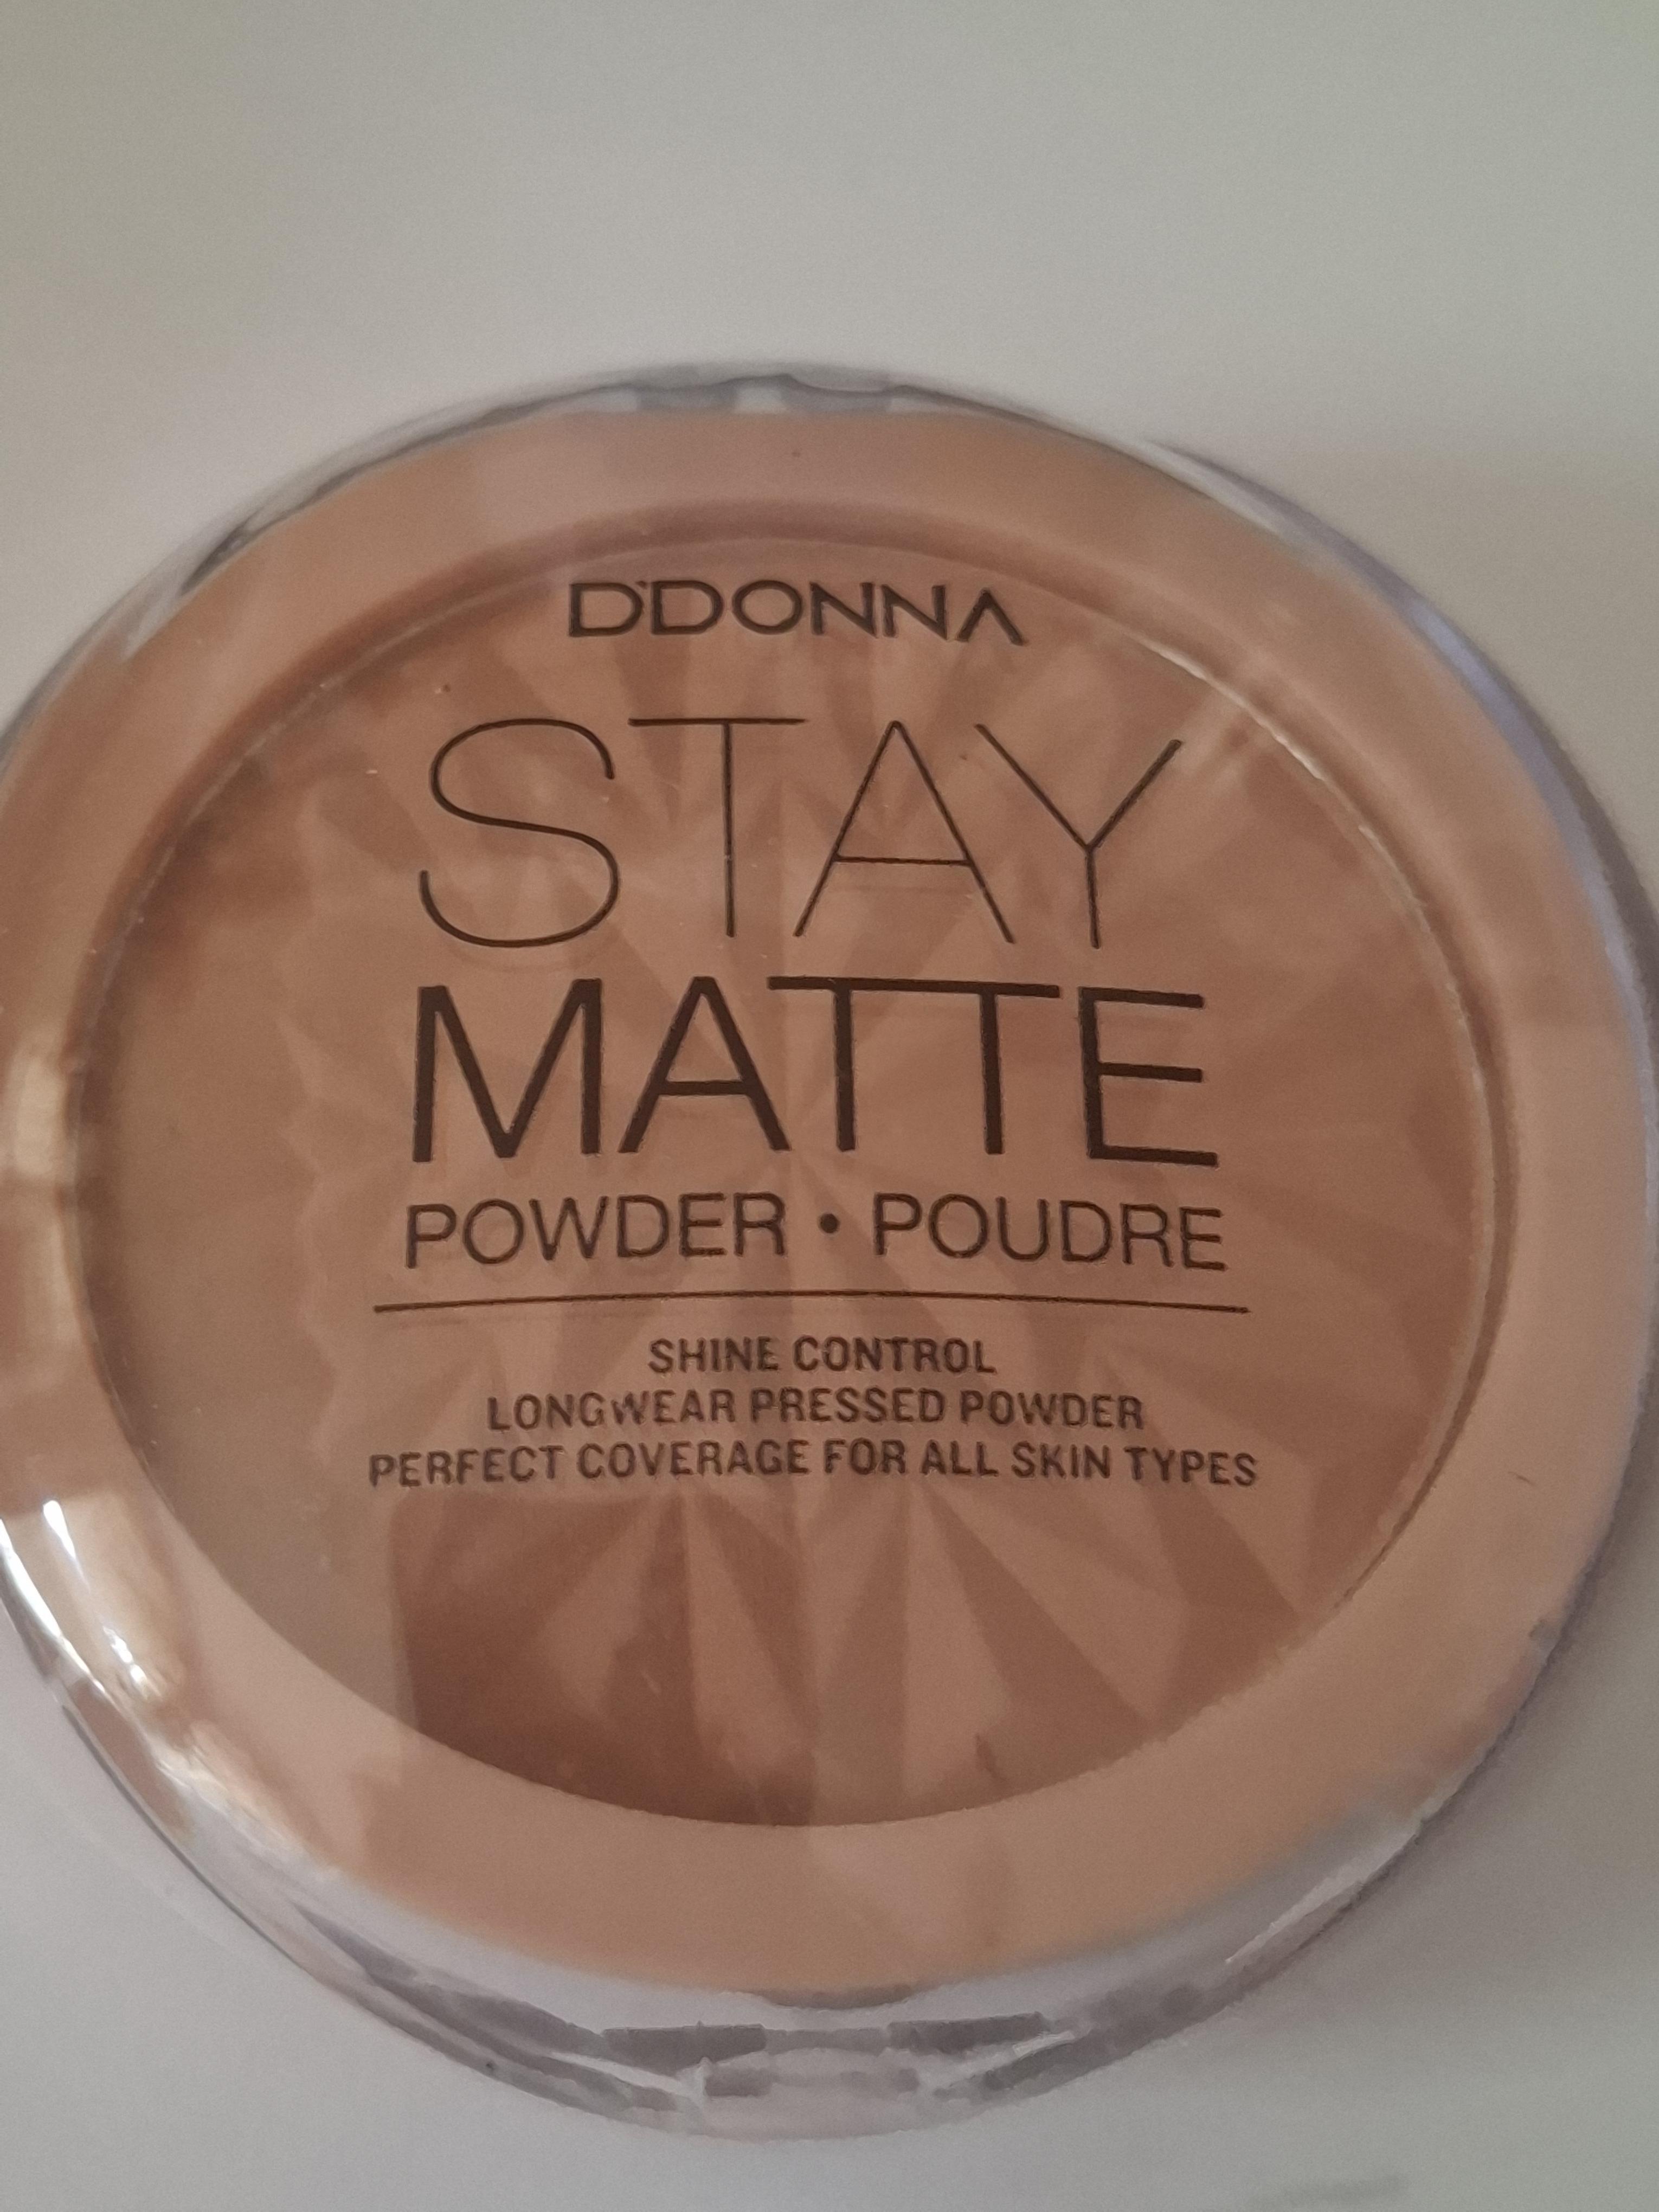 D'DONNA
STAY
MATTE
POWDER • POUDRE
SHINE CONTROL
LONGWEAR PRESSED POWDER
PERFECT COVERAGE FOR ALL SKIN TYPES